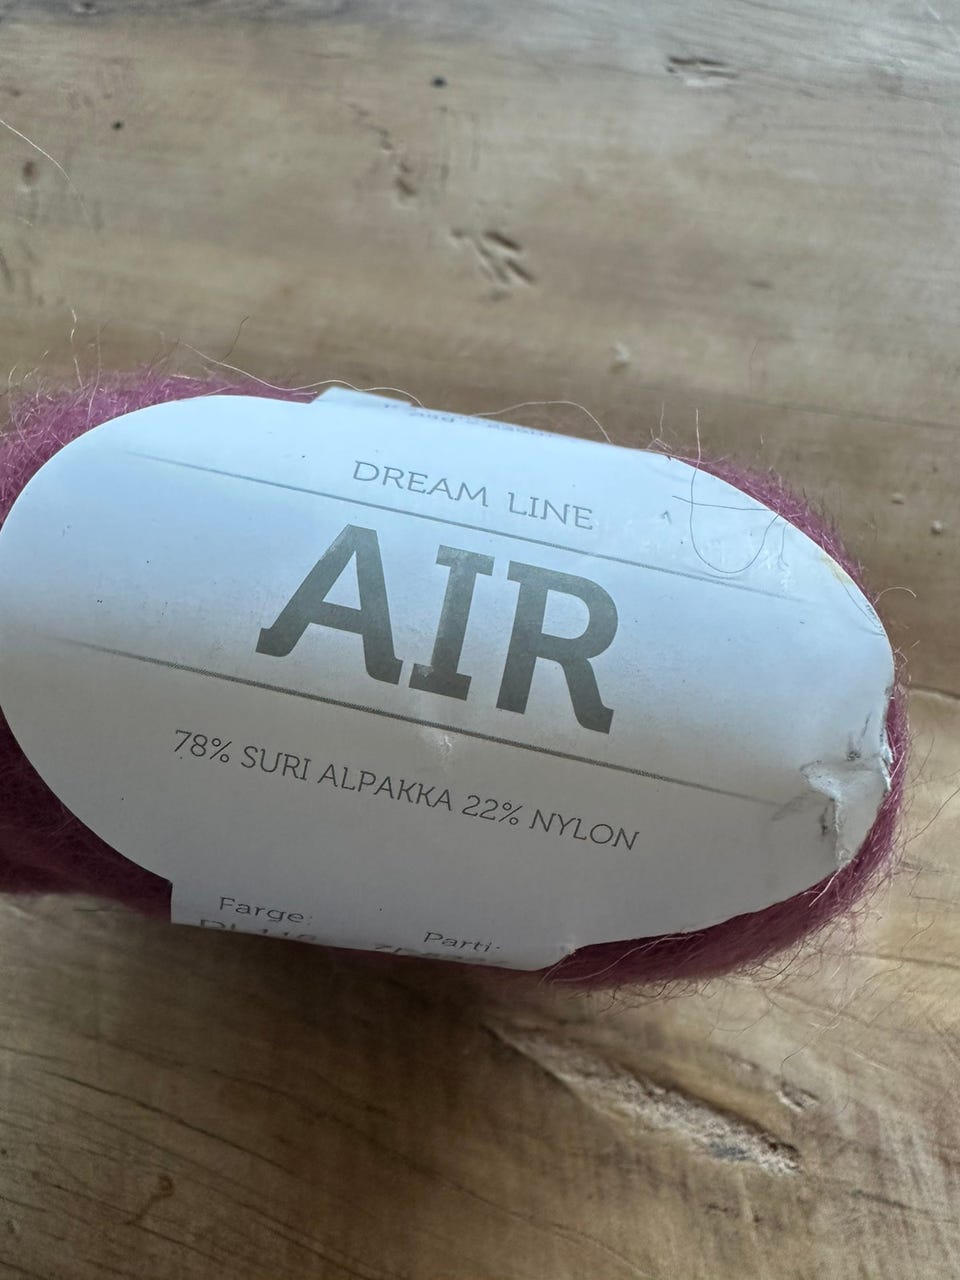 DREAM LINE
AIR
78% SURI ALPAKKA 22% NYLON
Farge:
Parti: